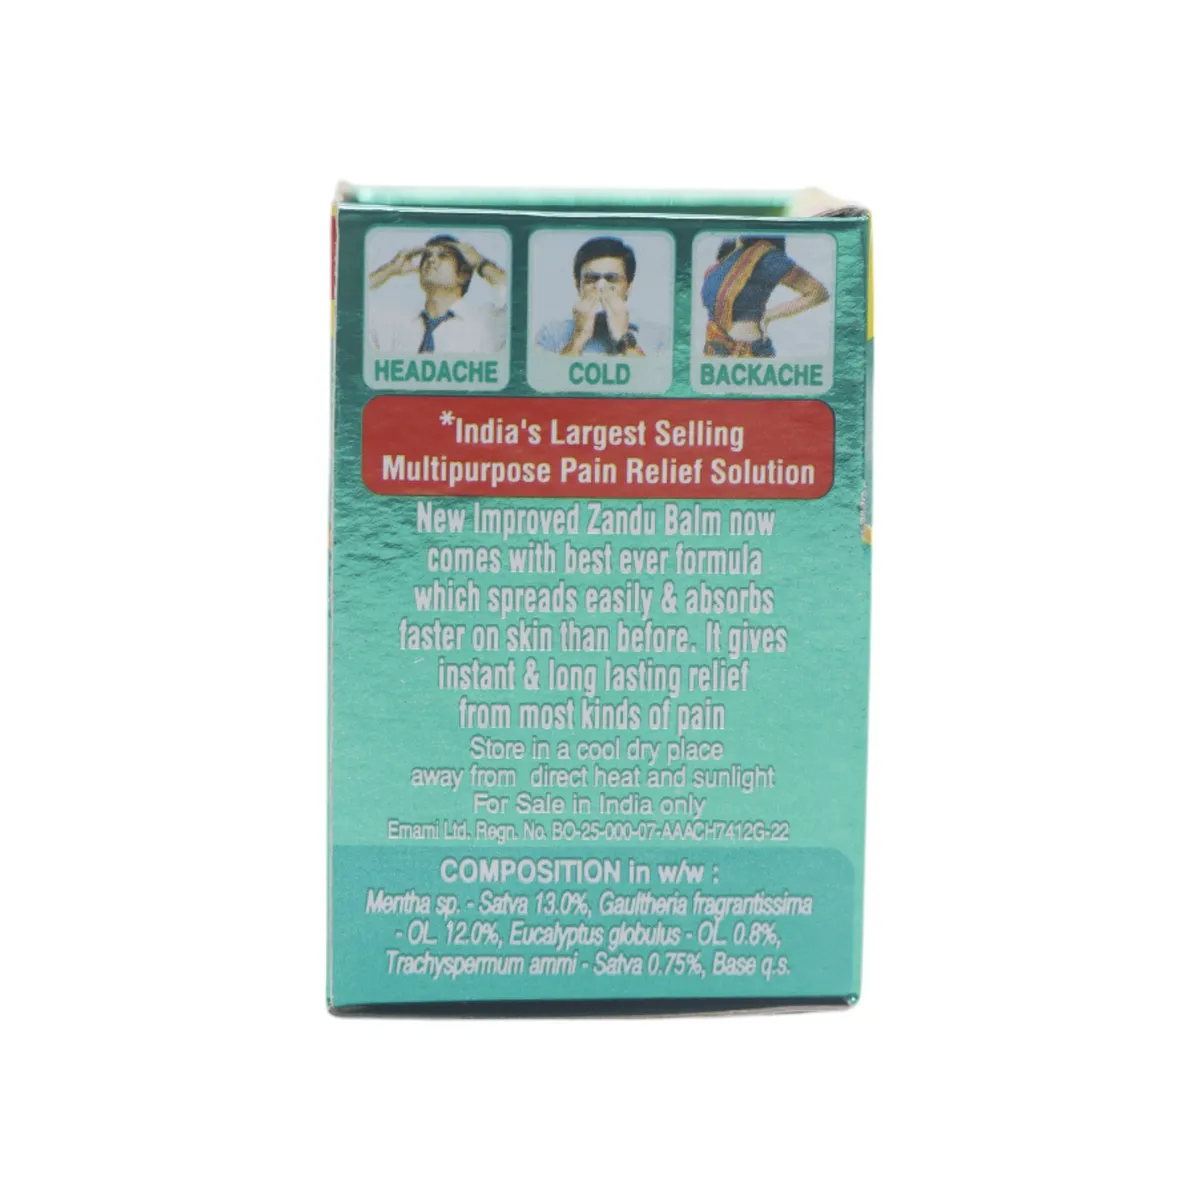 HEADACHE
COLD
BACKACHE
*India's Largest Selling
Multipurpose Pain Relief Solution
New Improved Zandu Balm now
comes with best ever formula
which spreads easily & absorbs
faster on skin than before. It gives
instant & long lasting relief
from most kinds of pain
Store in a cool dry place
away from direct heat and sunlight
For Sale in India only
Emami Ltd. Regn. No. BO-25-000-07-AAACH7412G-22
COMPOSITION in w/w :
Mentha sp. - Satva 13.0%, Gaultheria fragrantissima
- OL. 12.0%, Eucalyptus globulus - OL. 0.8%,
Trachyspermum ammi - Satva 0.75%, Base q.s.